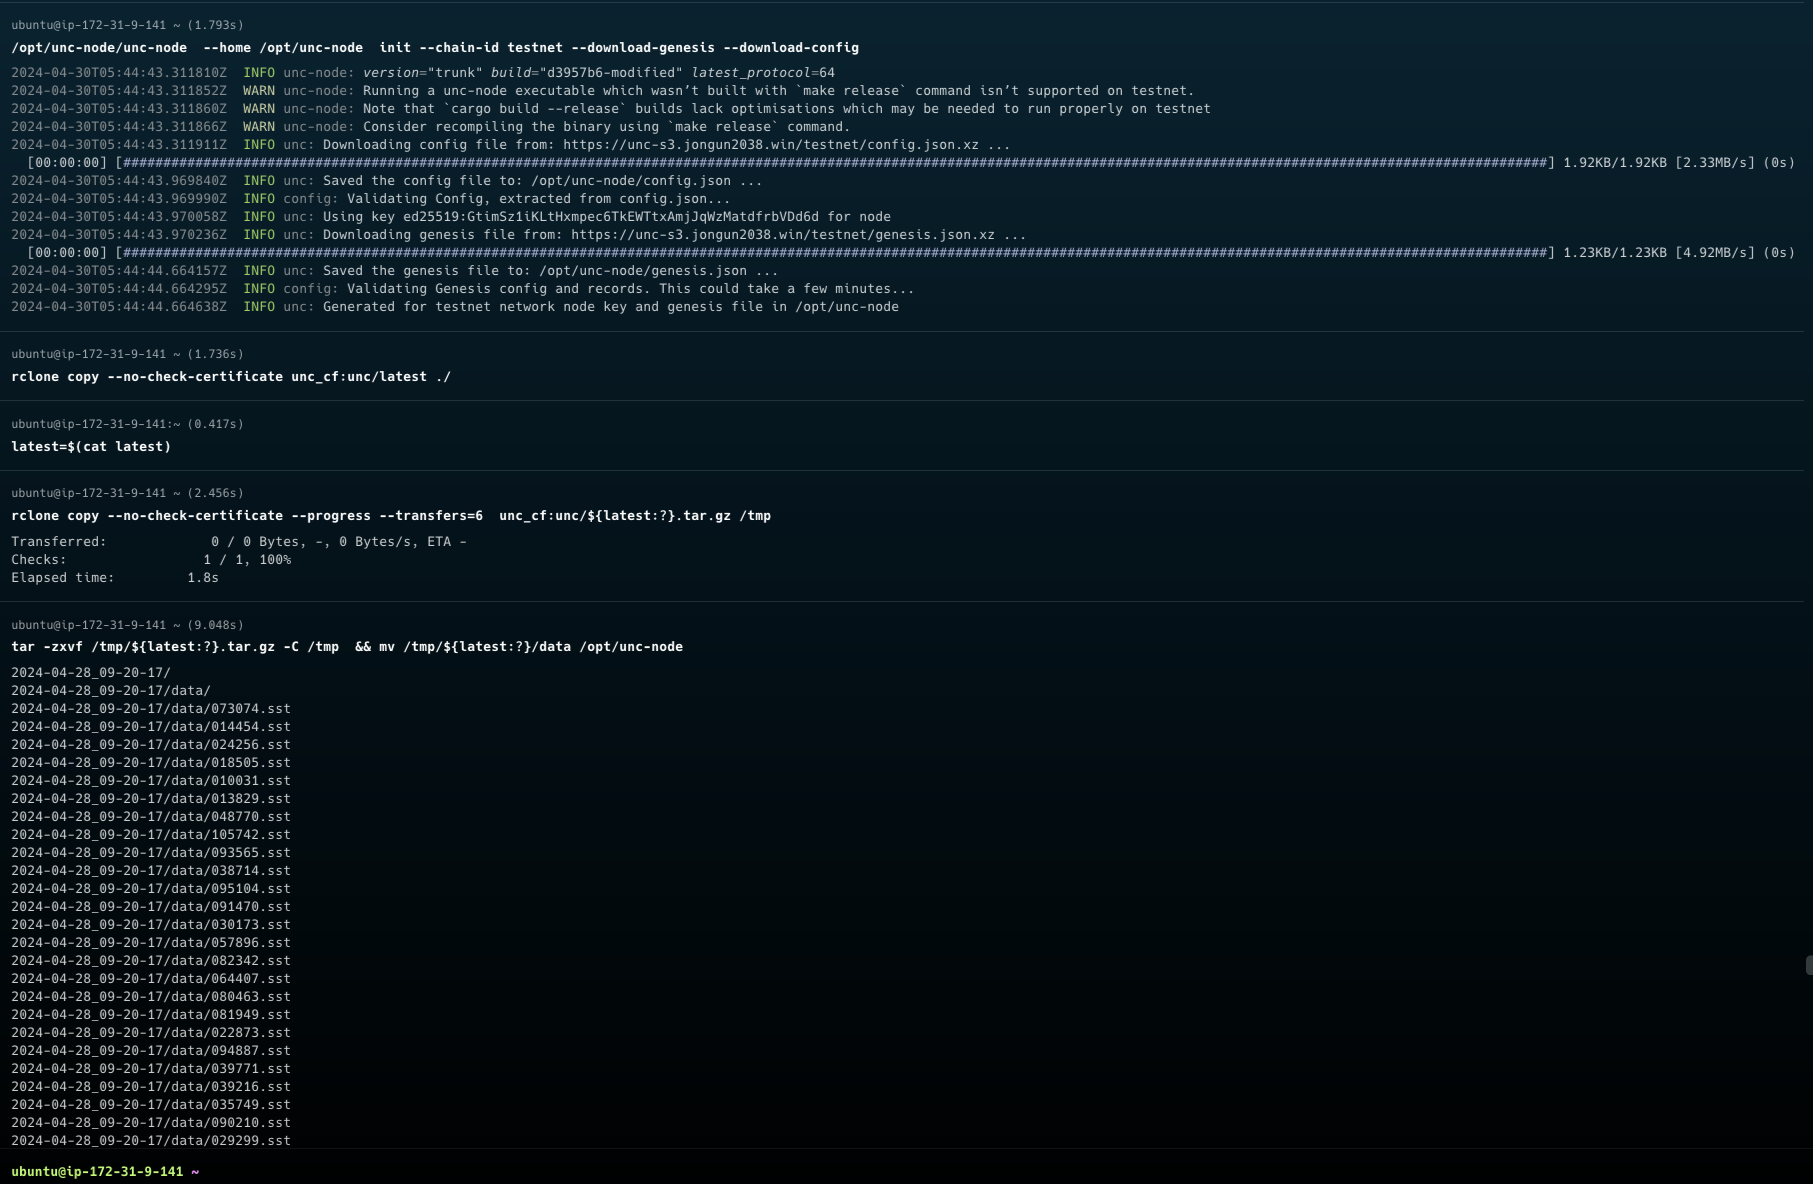 ubuntu@ip-172-31-9-141 ~ (1.793s)
/opt/unc-node/unc-node  --home /opt/unc-node  init --chain-id testnet --download-genesis --download-config
2024-04-30T05:44:43.311810Z  INFO unc-node: version="trunk" build="d3957b6-modified" latest_protocol=64
2024-04-30T05:44:43.311852Z  WARN unc-node: Running a unc-node executable which wasn’t built with `make release` command isn’t supported on testnet.
2024-04-30T05:44:43.311860Z  WARN unc-node: Note that `cargo build --release` builds lack optimisations which may be needed to run properly on testnet
2024-04-30T05:44:43.311866Z  WARN unc-node: Consider recompiling the binary using `make release` command.
2024-04-30T05:44:43.311911Z  INFO unc: Downloading config file from: https://unc-s3.jongun2038.win/testnet/config.json.xz ...
[00:00:00] [##################################################################################################################################################################################] 1.92KB/1.92KB [2.33MB/s] (0s)
2024-04-30T05:44:43.969840Z  INFO unc: Saved the config file to: /opt/unc-node/config.json ...
2024-04-30T05:44:43.969990Z  INFO config: Validating Config, extracted from config.json...
2024-04-30T05:44:43.970058Z  INFO unc: Using key ed25519:GtimSz1iKLtHxmpec6TkEWTtxAmjJqWzMatdfrbVDd6d for node
2024-04-30T05:44:43.970236Z  INFO unc: Downloading genesis file from: https://unc-s3.jongun2038.win/testnet/genesis.json.xz ...
[00:00:00] [##################################################################################################################################################################################] 1.23KB/1.23KB [4.92MB/s] (0s)
2024-04-30T05:44:44.664157Z  INFO unc: Saved the genesis file to: /opt/unc-node/genesis.json ...
2024-04-30T05:44:44.664295Z  INFO config: Validating Genesis config and records. This could take a few minutes...
2024-04-30T05:44:44.664638Z  INFO unc: Generated for testnet network node key and genesis file in /opt/unc-node
ubuntu@ip-172-31-9-141 ~ (1.736s)
rclone copy --no-check-certificate unc_cf:unc/latest ./
ubuntu@ip-172-31-9-141:~ (0.417s)
latest=$(cat latest)
ubuntu@ip-172-31-9-141 ~ (2.456s)
rclone copy --no-check-certificate --progress --transfers=6  unc_cf:unc/${latest:?}.tar.gz /tmp
Transferred:             0 / 0 Bytes, -, 0 Bytes/s, ETA -
Checks:                 1 / 1, 100%
Elapsed time:         1.8s
ubuntu@ip-172-31-9-141 ~ (9.048s)
tar -zxvf /tmp/${latest:?}.tar.gz -C /tmp  && mv /tmp/${latest:?}/data /opt/unc-node
2024-04-28_09-20-17/
2024-04-28_09-20-17/data/
2024-04-28_09-20-17/data/073074.sst
2024-04-28_09-20-17/data/014454.sst
2024-04-28_09-20-17/data/024256.sst
2024-04-28_09-20-17/data/018505.sst
2024-04-28_09-20-17/data/010031.sst
2024-04-28_09-20-17/data/013829.sst
2024-04-28_09-20-17/data/048770.sst
2024-04-28_09-20-17/data/105742.sst
2024-04-28_09-20-17/data/093565.sst
2024-04-28_09-20-17/data/038714.sst
2024-04-28_09-20-17/data/095104.sst
2024-04-28_09-20-17/data/091470.sst
2024-04-28_09-20-17/data/030173.sst
2024-04-28_09-20-17/data/057896.sst
2024-04-28_09-20-17/data/082342.sst
2024-04-28_09-20-17/data/064407.sst
2024-04-28_09-20-17/data/080463.sst
2024-04-28_09-20-17/data/081949.sst
2024-04-28_09-20-17/data/022873.sst
2024-04-28_09-20-17/data/094887.sst
2024-04-28_09-20-17/data/039771.sst
2024-04-28_09-20-17/data/039216.sst
2024-04-28_09-20-17/data/035749.sst
2024-04-28_09-20-17/data/090210.sst
2024-04-28_09-20-17/data/029299.sst
ubuntu@ip-172-31-9-141 ~